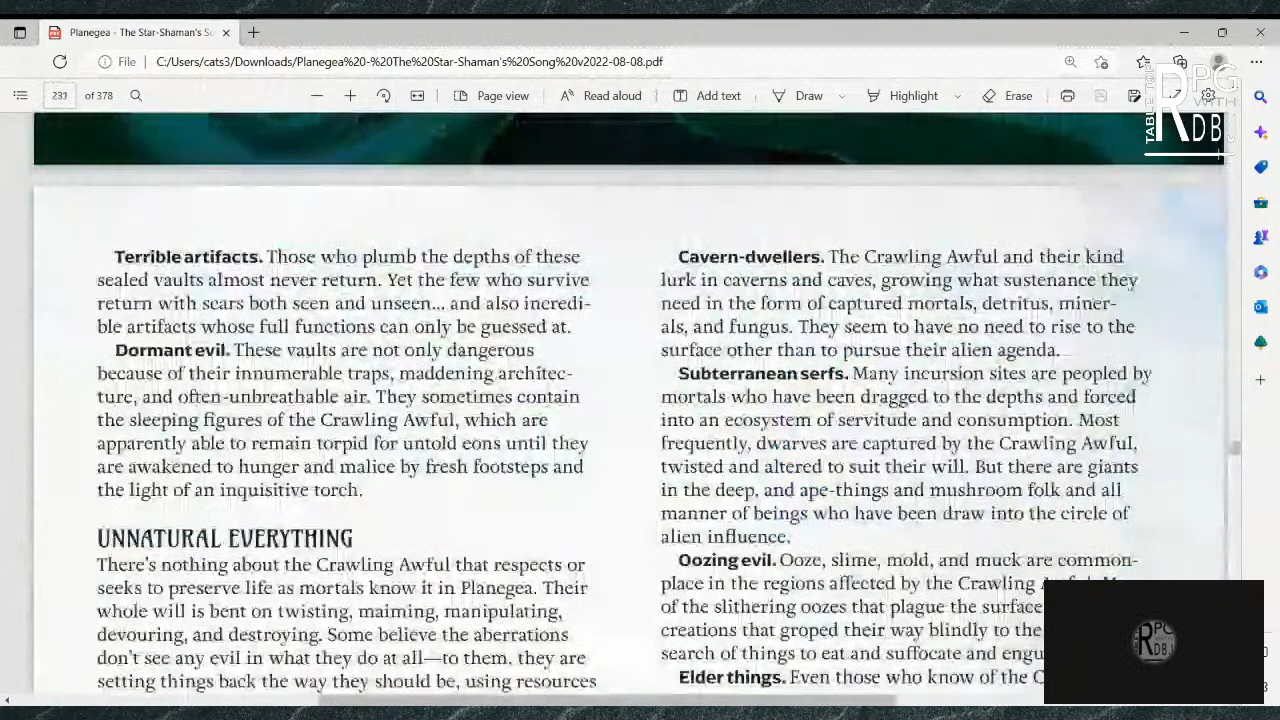 Planegea - The Star-Shaman's So
File
C:/Users/cats3/Downloads/Planegea%20-%20The%20Star-Shaman's%20Song%20v2022-08-08.pdf
231 of 378
Page view
Read aloud
Add text
Draw
Highlight
Erase
TABLE TOP
RPG
WITH
RDB
Terrible artifacts. Those who plumb the depths of these
sealed vaults almost never return. Yet the few who survive
return with scars both seen and unseen... and also incredi-
ble artifacts whose full functions can only be guessed at.
Dormant evil. These vaults are not only dangerous
because of their innumerable traps, maddening architec-
ture, and often-unbreathable air. They sometimes contain
the sleeping figures of the Crawling Awful, which are
apparently able to remain torpid for untold eons until they
are awakened to hunger and malice by fresh footsteps and
the light of an inquisitive torch.
UNNATURAL EVERYTHING
There's nothing about the Crawling Awful that respects or
seeks to preserve life as mortals know it in Planegea. Their
whole will is bent on twisting, maiming, manipulating,
devouring, and destroying. Some believe the aberrations
don't see any evil in what they do at all—to them, they are
setting things back the way they should be, using resources
Cavern-dwellers. The Crawling Awful and their kind
lurk in caverns and caves, growing what sustenance they
need in the form of captured mortals, detritus, miner-
als, and fungus. They seem to have no need to rise to the
surface other than to pursue their alien agenda.
Subterranean serfs. Many incursion sites are peopled by
mortals who have been dragged to the depths and forced
into an ecosystem of servitude and consumption. Most
frequently, dwarves are captured by the Crawling Awful,
twisted and altered to suit their will. But there are giants
in the deep, and ape-things and mushroom folk and all
manner of beings who have been draw into the circle of
alien influence.
Oozing evil. Ooze, slime, mold, and muck are common-
place in the regions affected by the Crawling
of the slithering oozes that plague the surface
creations that groped their way blindly to the
search of things to eat and suffocate and engu
Elder things. Even those who know of the C
RPG
RDB